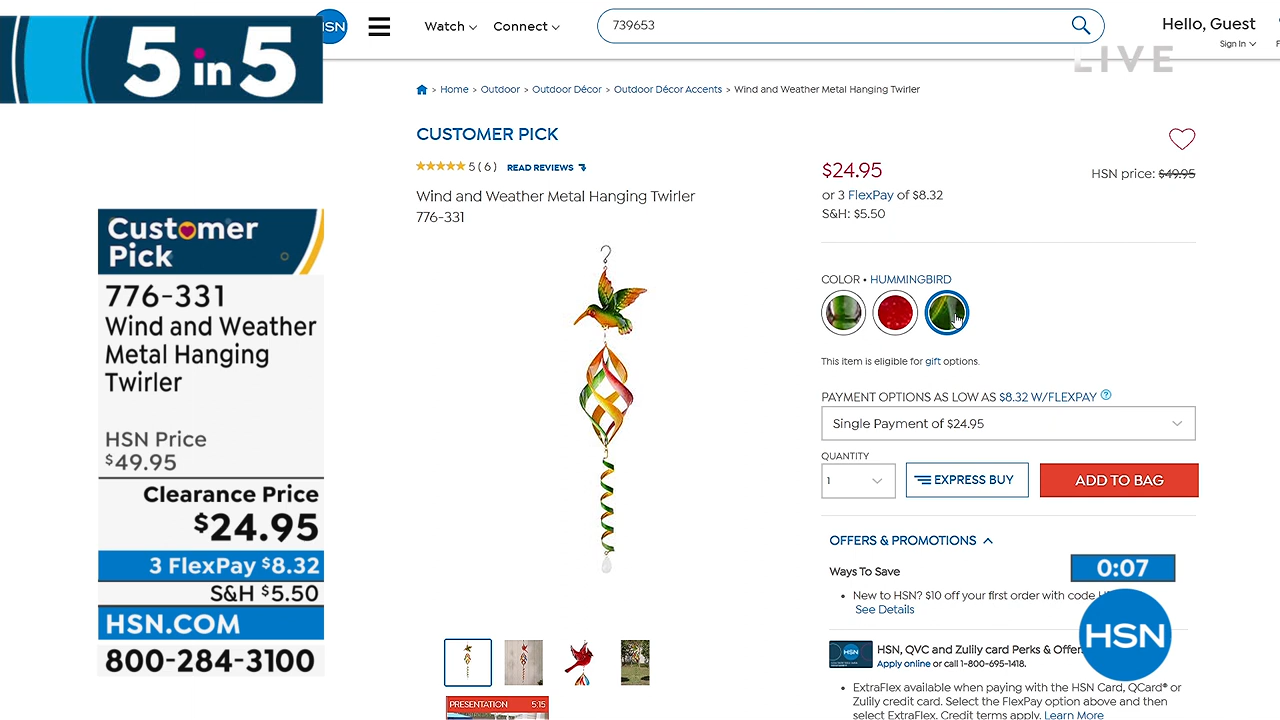 5 in 5
HSN
Watch
Connect
739653
Hello, Guest
Sign In
LIVE
Home > Outdoor > Outdoor Décor > Outdoor Décor Accents > Wind and Weather Metal Hanging Twirler
CUSTOMER PICK
5 ( 6 ) READ REVIEWS
Wind and Weather Metal Hanging Twirler
776-331
$24.95
HSN price: $49.95
or 3 FlexPay of $8.32
S&H: $5.50
COLOR • HUMMINGBIRD
This item is eligible for gift options.
PAYMENT OPTIONS AS LOW AS $8.32 W/FLEXPAY ?
Single Payment of $24.95
QUANTITY
1
EXPRESS BUY
ADD TO BAG
OFFERS & PROMOTIONS
Ways To Save
0:07
• New to HSN? $10 off your first order with code
See Details
HSN
HSN, QVC and Zulily card Perks & Offer
Apply online or call 1-800-695-1418.
HSN
• ExtraFlex available when paying with the HSN Card, QCard® or
Zulily credit card. Select the FlexPay option above and then
select ExtraFlex. Credit terms apply. Learn More
PRESENTATION 5:15
Customer
Pick
776-331
Wind and Weather
Metal Hanging
Twirler
HSN Price
$49.95
Clearance Price
$24.95
3 FlexPay $8.32
S&H $5.50
HSN.COM
800-284-3100